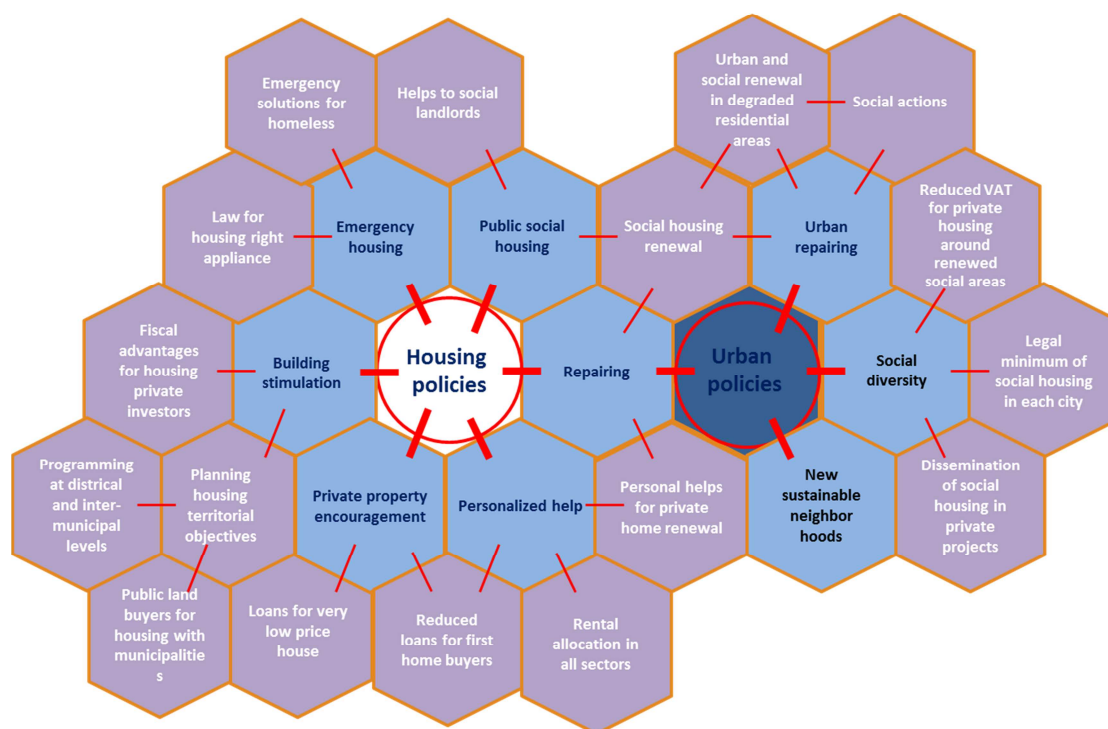 Emergency
solutions for
homeless
Helps to social
landlords
Urban and
social renewal
in degraded
residential
areas
Social actions
Law for
housing right
appliance
Emergency
housing
Public social
housing
Social housing
renewal
Urban
repairing
Reduced VAT
for private
housing
around
renewed
social areas
Fiscal
advantages for
housing
private
investors
Building
stimulation
Housing
policies
Repairing
Urban
policies
Social
diversity
Legal
minimum of
social housing
in each city
Programming
at districal
and inter-
municipal
levels
Planning
housing
territorial
objectives
Private property
encouragement
Personalized help
Personal helps
for private
home renewal
New
sustainable
neighbor
hoods
Dissemination
of social
housing in
private
projects
Public land
buyers for
housing with
municipalitie
s
Loans for very
low price
house
Reduced
loans for first
home buyers
Rental
allocation in
all sectors